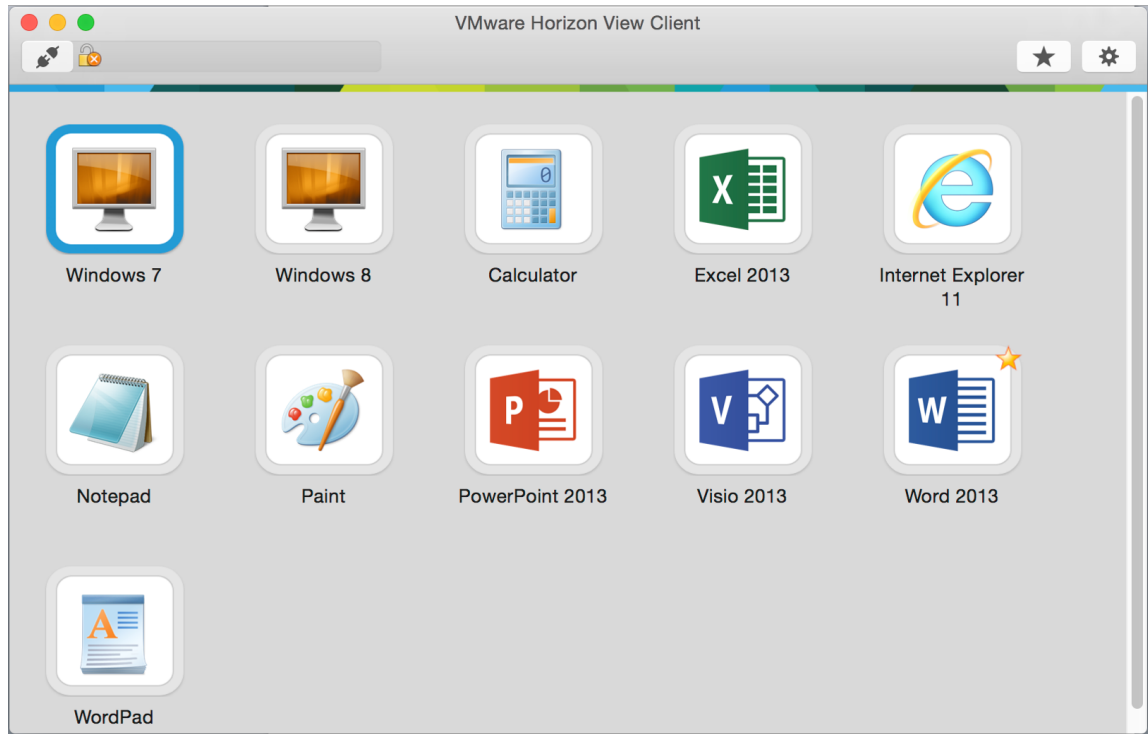 VMware Horizon View Client
Windows 7
Windows 8
0
Calculator
X
Excel 2013
Internet Explorer
11
Notepad
Paint
P
PowerPoint 2013
V
Visio 2013
W
Word 2013
A
WordPad